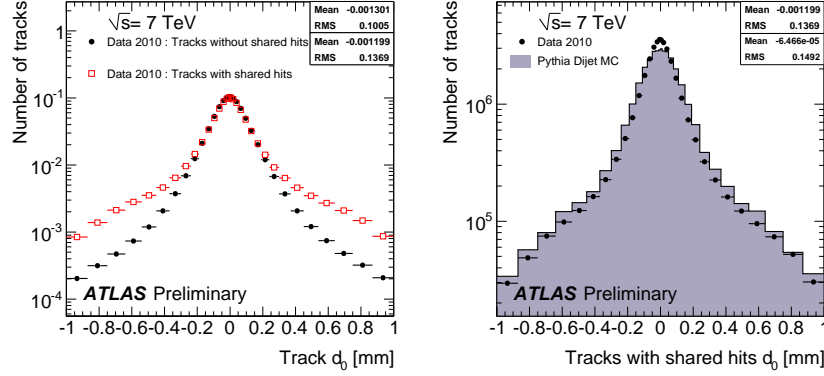 Number of tracks
√s= 7 TeV
Mean -0.001301
RMS 0.1005
Mean -0.001199
RMS 0.1369
Data 2010 : Tracks without shared hits
Data 2010 : Tracks with shared hits
10⁻¹
10⁻²
10⁻³
10⁻⁴
ATLAS Preliminary
-1 -0.8 -0.6 -0.4 -0.2 0 0.2 0.4 0.6 0.8 1
Track d₀ [mm]
Number of tracks
√s= 7 TeV
Mean -0.001199
RMS 0.1369
Mean -6.466e-05
RMS 0.1492
Data 2010
Pythia Dijet MC
10⁶
10⁵
ATLAS Preliminary
-1 -0.8 -0.6 -0.4 -0.2 0 0.2 0.4 0.6 0.8 1
Tracks with shared hits d₀ [mm]